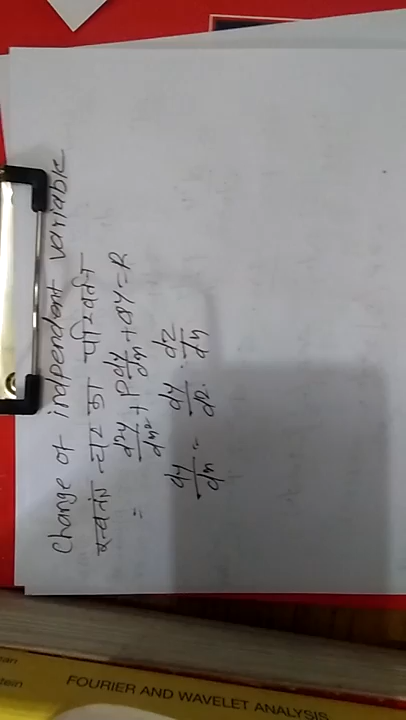 change of indpendent variable
स्वतंत्र चर का परिवर्तन
= d²y/dx² + P dy/dx + QY = R
dy/dx = dy/dz · dz/dx
FOURIER AND WAVELET ANALYSIS